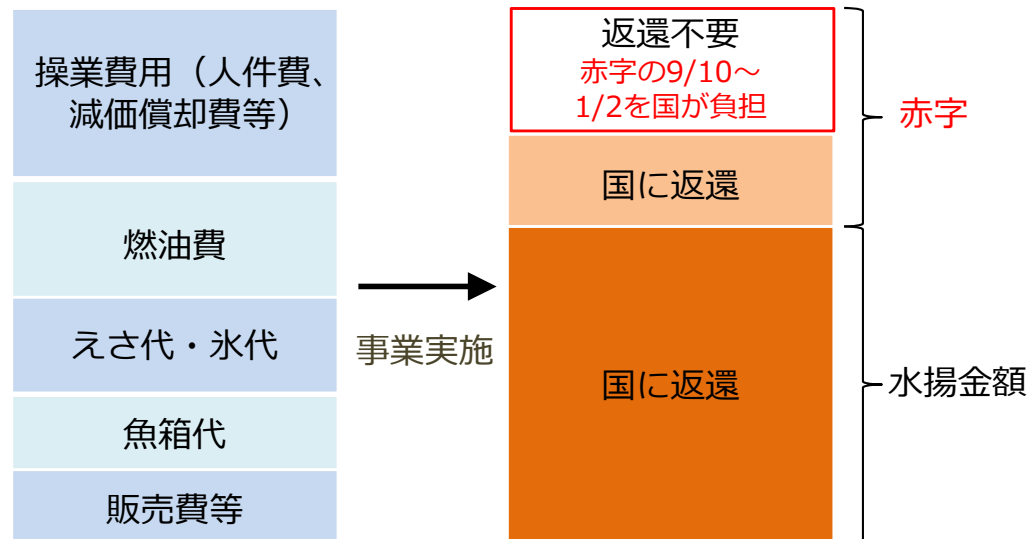 操業費用（人件費、
減価償却費等）
燃油費
えさ代・氷代
魚箱代
販売費等
事業実施
返還不要
赤字の9/10～
1/2を国が負担
国に返還
国に返還
赤字
水揚金額